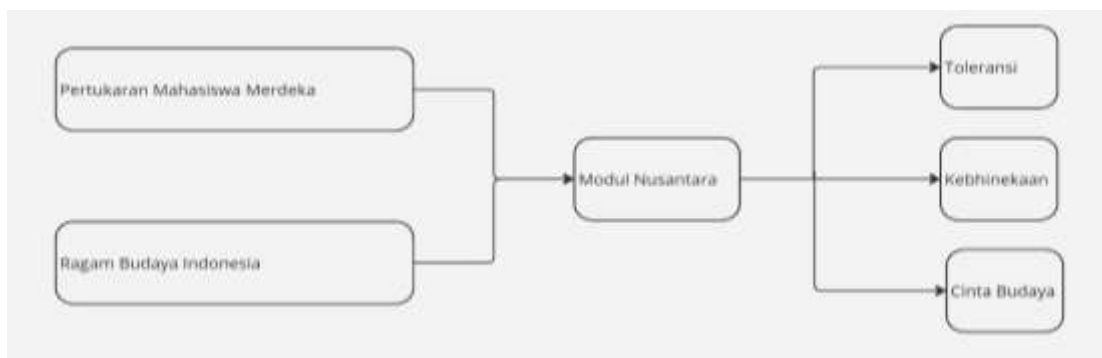 Pertukaran Mahasiswa Merdeka
Ragam Budaya Indonesia
Modul Nusantara
Toleransi
Kebhinekaan
Cinta Budaya